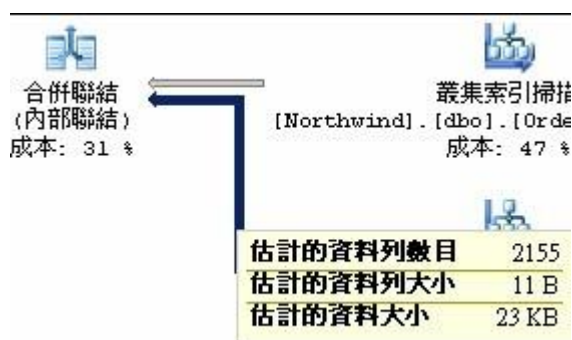 合併聯結
(內部聯結)
成本: 31 %
叢集索引掃描
[Northwind].[dbo].[Orde
成本: 47 %
估計的資料列數目 2155
估計的資料列大小 11 B
估計的資料大小 23 KB